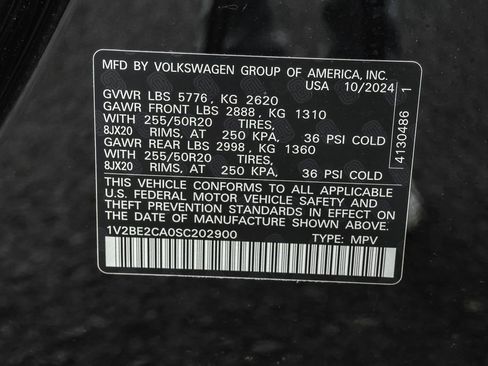 MFD BY VOLKSWAGEN GROUP OF AMERICA, INC.
USA 10/2024
GVWR LBS 5776, KG 2620
GAWR FRONT LBS 2888, KG 1310
WITH 255/50R20 TIRES,
8JX20 RIMS, AT 250 KPA, 36 PSI COLD
GAWR REAR LBS 2998, KG 1360
WITH 255/50R20 TIRES,
8JX20 RIMS, AT 250 KPA, 36 PSI COLD
THIS VEHICLE CONFORMS TO ALL APPLICABLE
U.S. FEDERAL MOTOR VEHICLE SAFETY AND
THEFT PREVENTION STANDARDS IN EFFECT ON
THE DATE OF MANUFACTURE SHOWN ABOVE.
1V2BE2CA0SC202900 TYPE: MPV
4130486 1